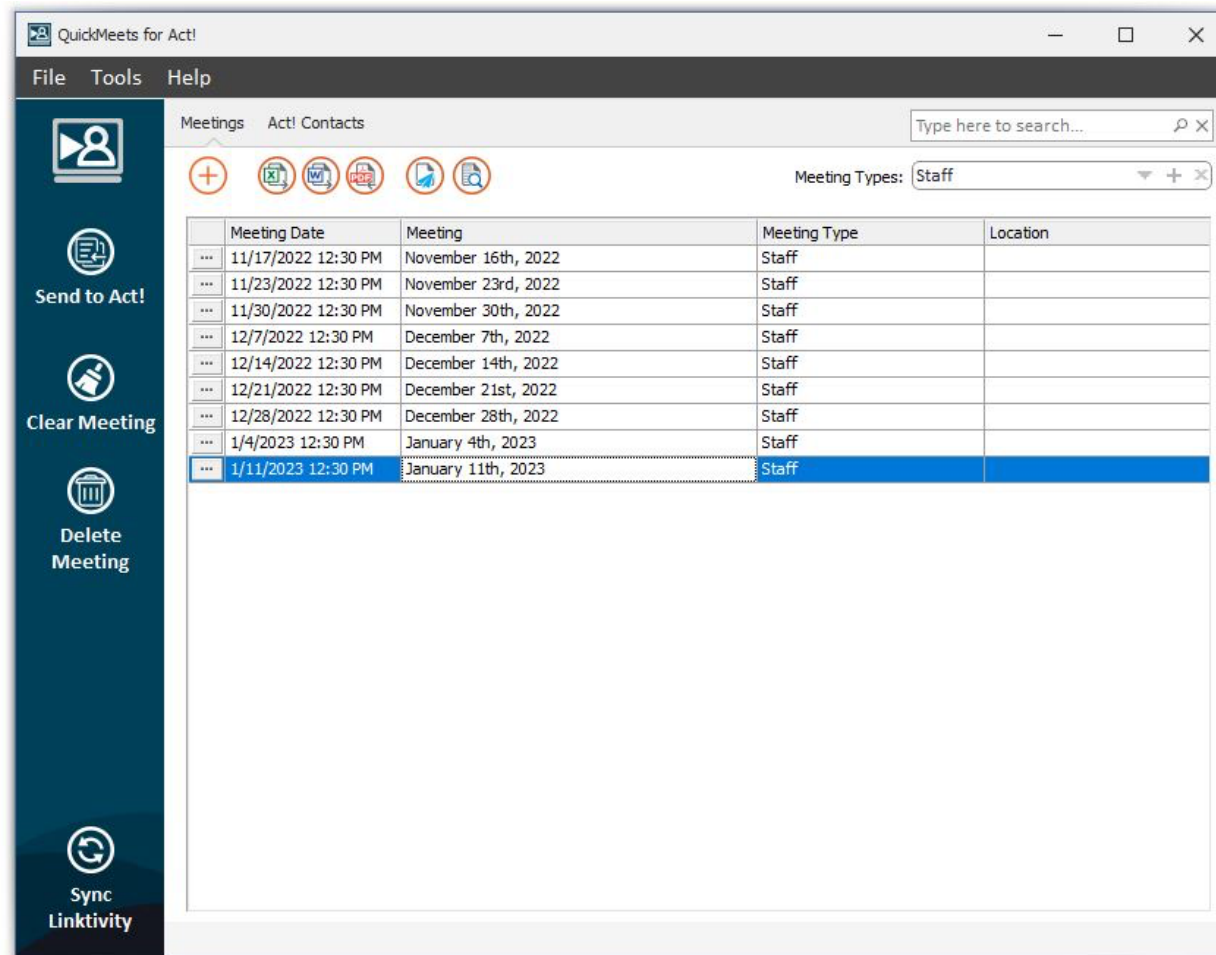 QuickMeets for Act!
File Tools Help
Meetings Act! Contacts
Type here to search...
Meeting Types: Staff
Send to Act!
Clear Meeting
Delete
Meeting
Sync
Linktivity
Meeting Date Meeting Meeting Type Location
... 11/17/2022 12:30 PM November 16th, 2022 Staff
... 11/23/2022 12:30 PM November 23rd, 2022 Staff
... 11/30/2022 12:30 PM November 30th, 2022 Staff
... 12/7/2022 12:30 PM December 7th, 2022 Staff
... 12/14/2022 12:30 PM December 14th, 2022 Staff
... 12/21/2022 12:30 PM December 21st, 2022 Staff
... 12/28/2022 12:30 PM December 28th, 2022 Staff
... 1/4/2023 12:30 PM January 4th, 2023 Staff
... 1/11/2023 12:30 PM January 11th, 2023 Staff
X
W
PDF